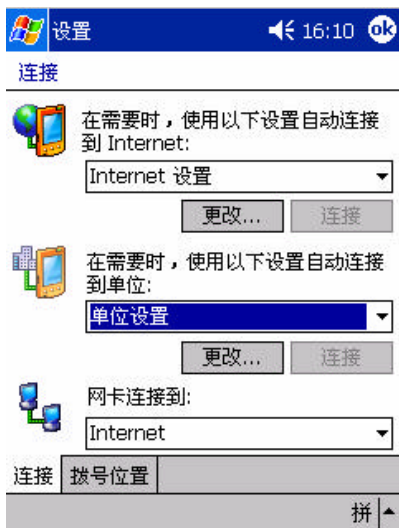 设置 16:10 ok
连接
在需要时，使用以下设置自动连接
到 Internet:
Internet 设置
更改... 连接
在需要时，使用以下设置自动连接
到单位:
单位设置
更改... 连接
网卡连接到:
Internet
连接 拨号位置
拼